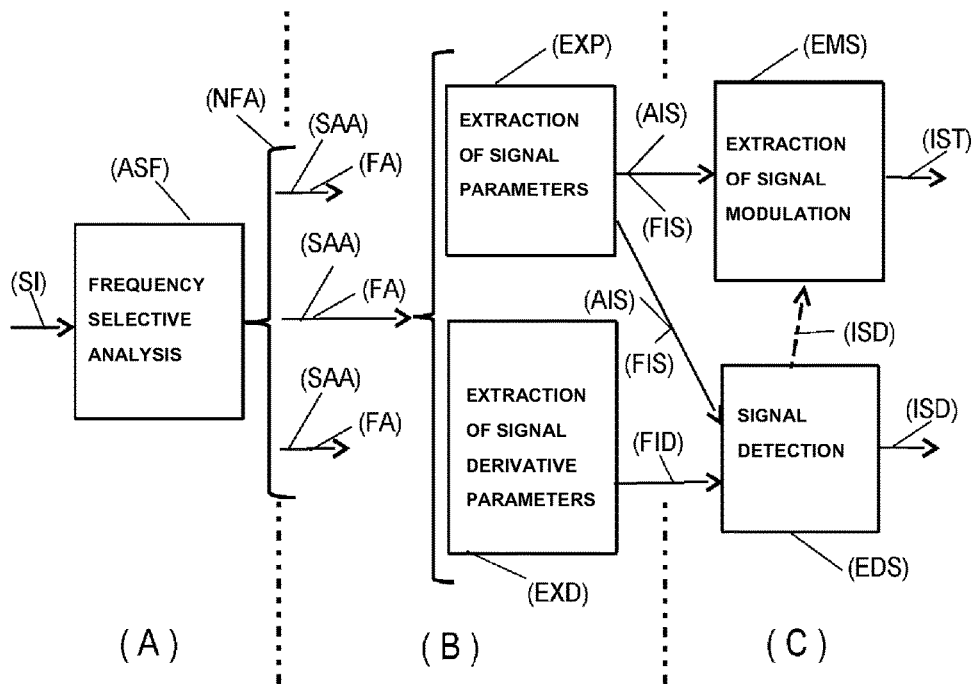 (EXP)
(EMS)
(NFA)
(SAA)
(FA)
(AIS)
(IST)
(ASF)
EXTRACTION
OF SIGNAL
PARAMETERS
EXTRACTION
OF SIGNAL
MODULATION
(FIS)
(SI)
FREQUENCY
SELECTIVE
ANALYSIS
(SAA)
(FA)
(AIS)
(FIS)
(ISD)
(SAA)
(FA)
EXTRACTION
OF SIGNAL
DERIVATIVE
PARAMETERS
(FID)
SIGNAL
DETECTION
(ISD)
(EXD)
(EDS)
(A)
(B)
(C)